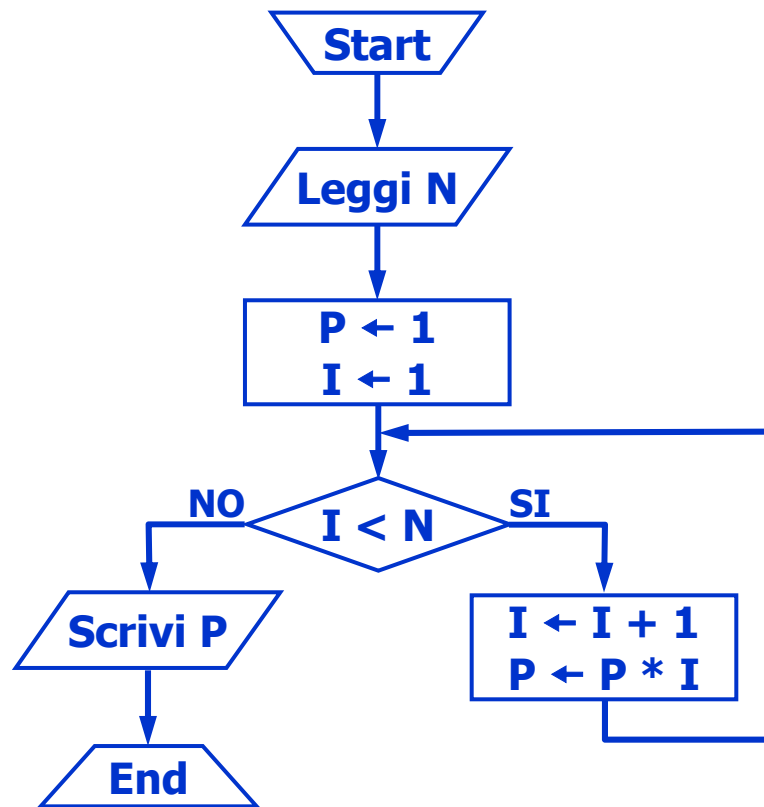 Start
Leggi N
P ← 1
I ← 1
NO
SI
I < N
Scrivi P
I ← I + 1
P ← P * I
End